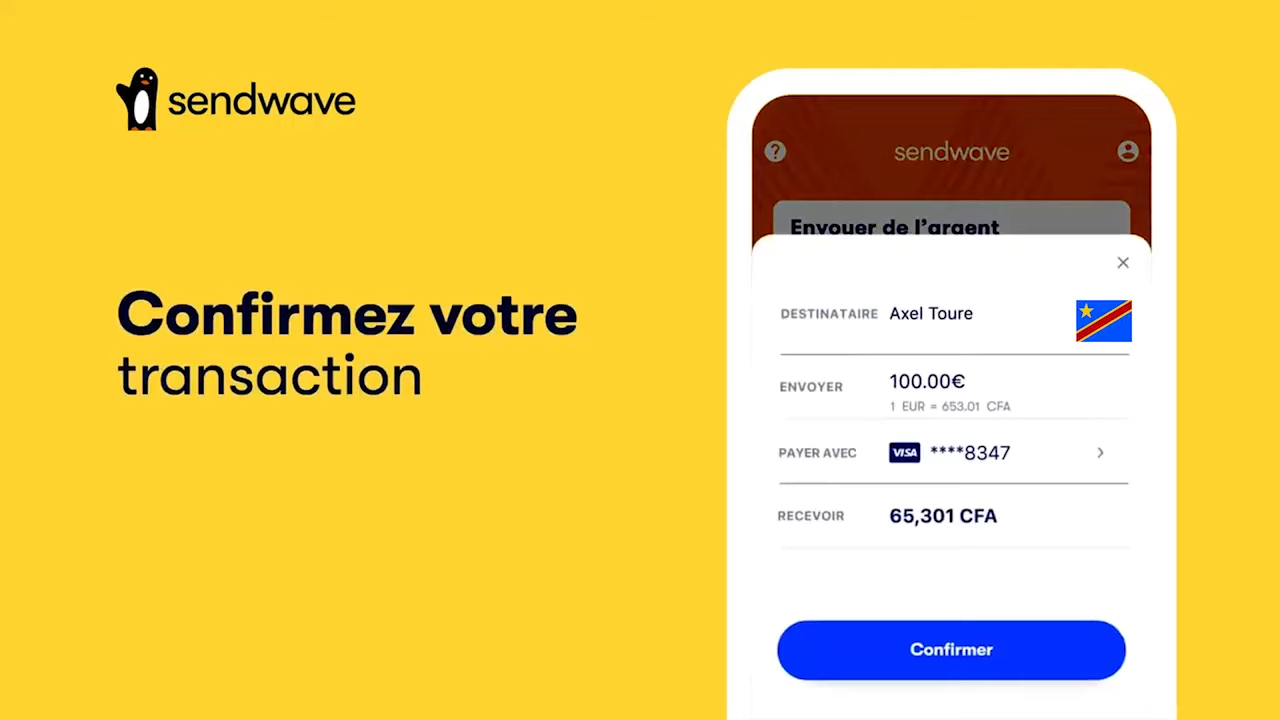 sendwave
Confirmez votre
transaction
?
sendwave
Envoyer de l'argent
DESTINATAIRE Axel Toure
ENVOYER 100.00€
1 EUR = 653.01 CFA
PAYER AVEC VISA ****8347
RECEVOIR 65,301 CFA
Confirmer